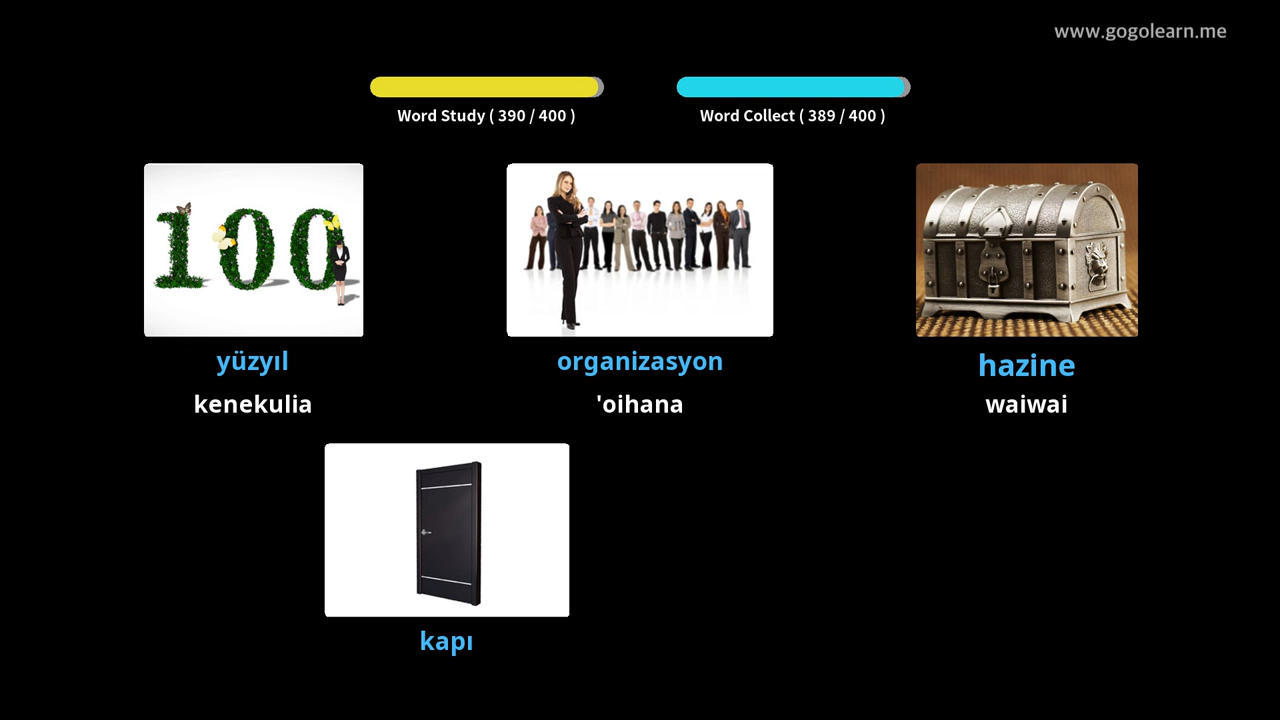 www.gogolearn.me
Word Study ( 390 / 400 )
Word Collect ( 389 / 400 )
100
yüzyıl
organizasyon
hazine
kenekulia
'oihana
waiwai
kapı